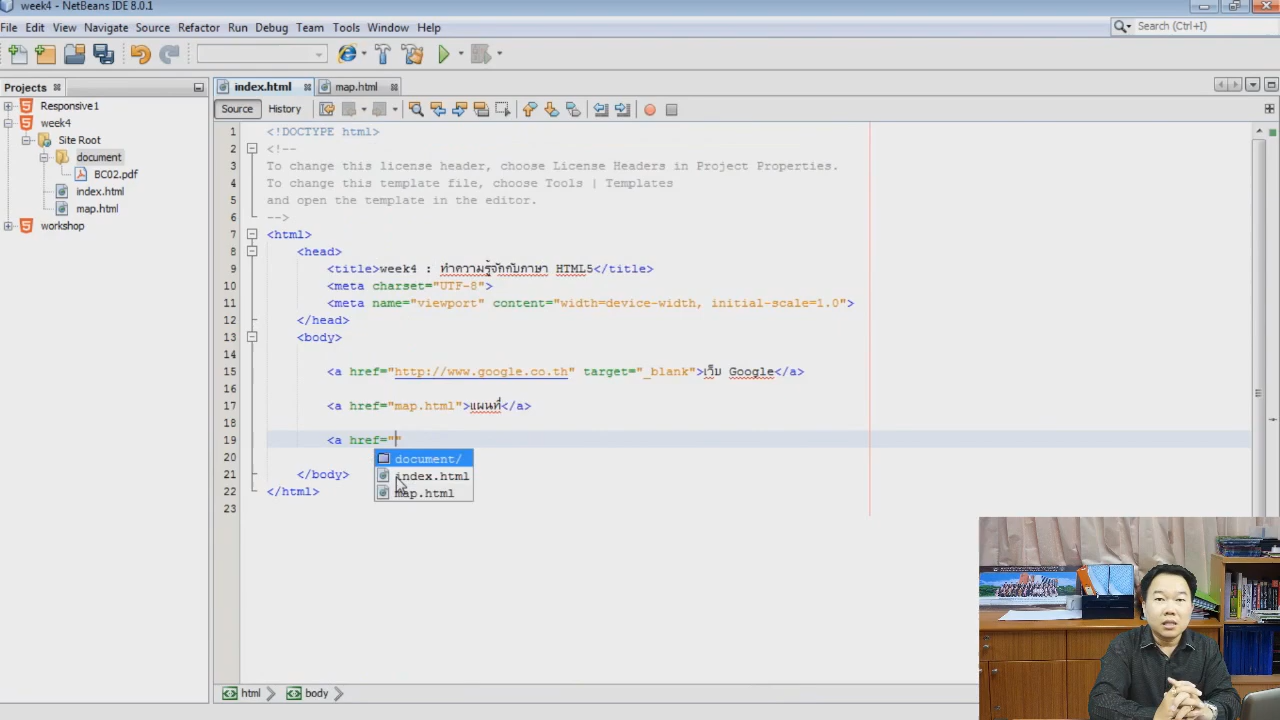 week4 - NetBeans IDE 8.0.1
File Edit View Navigate Source Refactor Run Debug Team Tools Window Help
Search (Ctrl+I)
Projects
Responsive1
week4
Site Root
document
BC02.pdf
index.html
map.html
workshop
index.html map.html
Source History
1 <!DOCTYPE html>
2 <!--
3 To change this license header, choose License Headers in Project Properties.
4 To change this template file, choose Tools | Templates
5 and open the template in the editor.
6 -->
7 <html>
8 <head>
9 <title>week4 : ทำความรู้จักกับภาษา HTML5</title>
10 <meta charset="UTF-8">
11 <meta name="viewport" content="width=device-width, initial-scale=1.0">
12 </head>
13 <body>
14
15 <a href="http://www.google.co.th" target="_blank">เว็บ Google</a>
16
17 <a href="map.html">แผนที่</a>
18
19 <a href=""
20
21 </body>
22 </html>
23
document/
index.html
map.html
html body